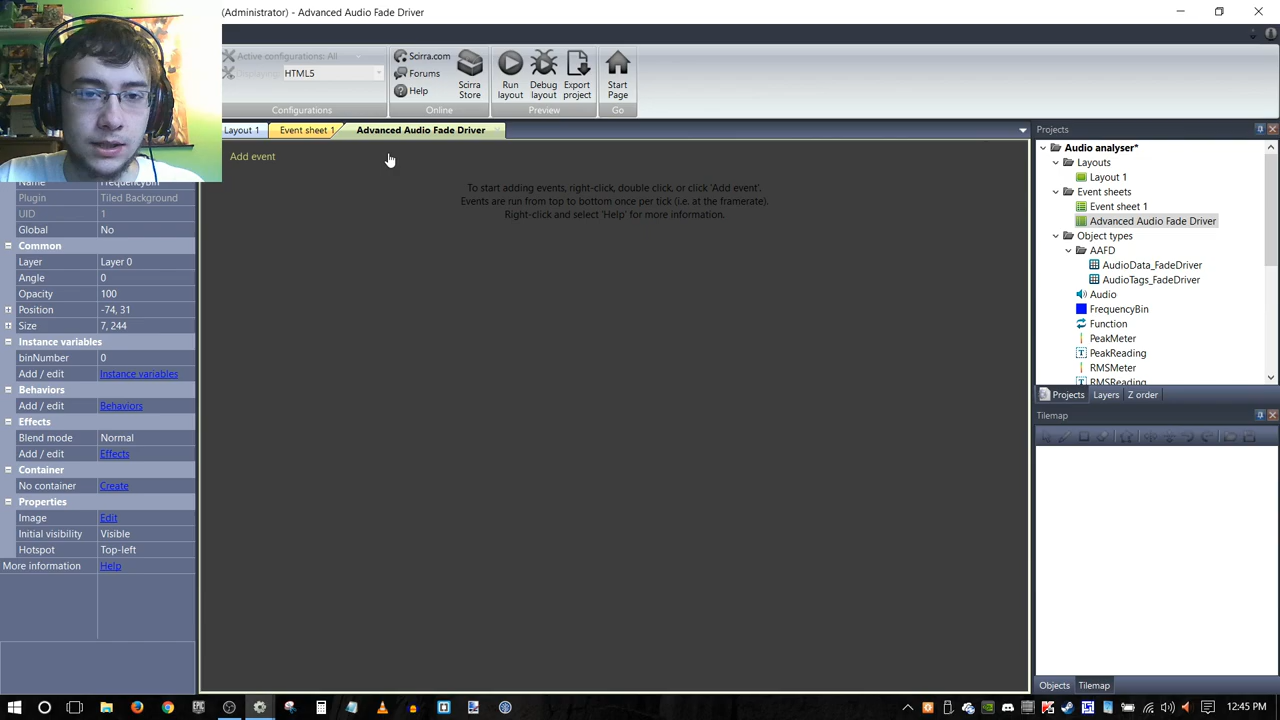 (Administrator) - Advanced Audio Fade Driver
Active configurations: All
HTML5
Configurations
Scirra.com
Forums
Help
Scirra Store
Online
Run layout
Debug layout
Export project
Preview
Start Page
Go
Layout 1
Event sheet 1
Advanced Audio Fade Driver
Add event
To start adding events, right-click, double click, or click 'Add event'.
Events are run from top to bottom once per tick (i.e. at the framerate).
Right-click and select 'Help' for more information.
Name FrequencyBin
Plugin Tiled Background
UID 1
Global No
Common
Layer Layer 0
Angle 0
Opacity 100
Position -74, 31
Size 7, 244
Instance variables
binNumber 0
Add / edit Instance variables
Behaviors
Add / edit Behaviors
Effects
Blend mode Normal
Add / edit Effects
Container
No container Create
Properties
Image Edit
Initial visibility Visible
Hotspot Top-left
More information Help
Projects
Audio analyser*
Layouts
Layout 1
Event sheets
Event sheet 1
Advanced Audio Fade Driver
Object types
AAFD
AudioData_FadeDriver
AudioTags_FadeDriver
Audio
FrequencyBin
Function
PeakMeter
PeakReading
RMSMeter
RMSReading
Projects Layers Z order
Tilemap
Objects Tilemap
12:45 PM